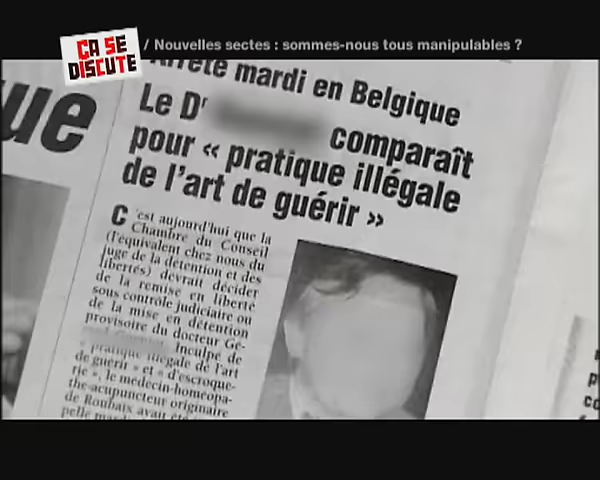 ÇA SE DISCUTE
/ Nouvelles sectes : sommes-nous tous manipulables ?
ue
Arrêté mardi en Belgique
Le Dr
comparaît
pour « pratique illégale
de l'art de guérir »
C'est aujourd'hui que la
Chambre du Conseil
(l'équivalent chez nous du
juge de la détention et des
libertés) devrait décider
de la remise en liberté
sous contrôle judiciaire ou
de la mise en détention
provisoire du docteur Ge-
inculpé de
« pratique illégale de l'art
de guérir » et « d'escroque-
rie », le médecin-homéopa-
the-acupuncteur originaire
de Roubaix avait été